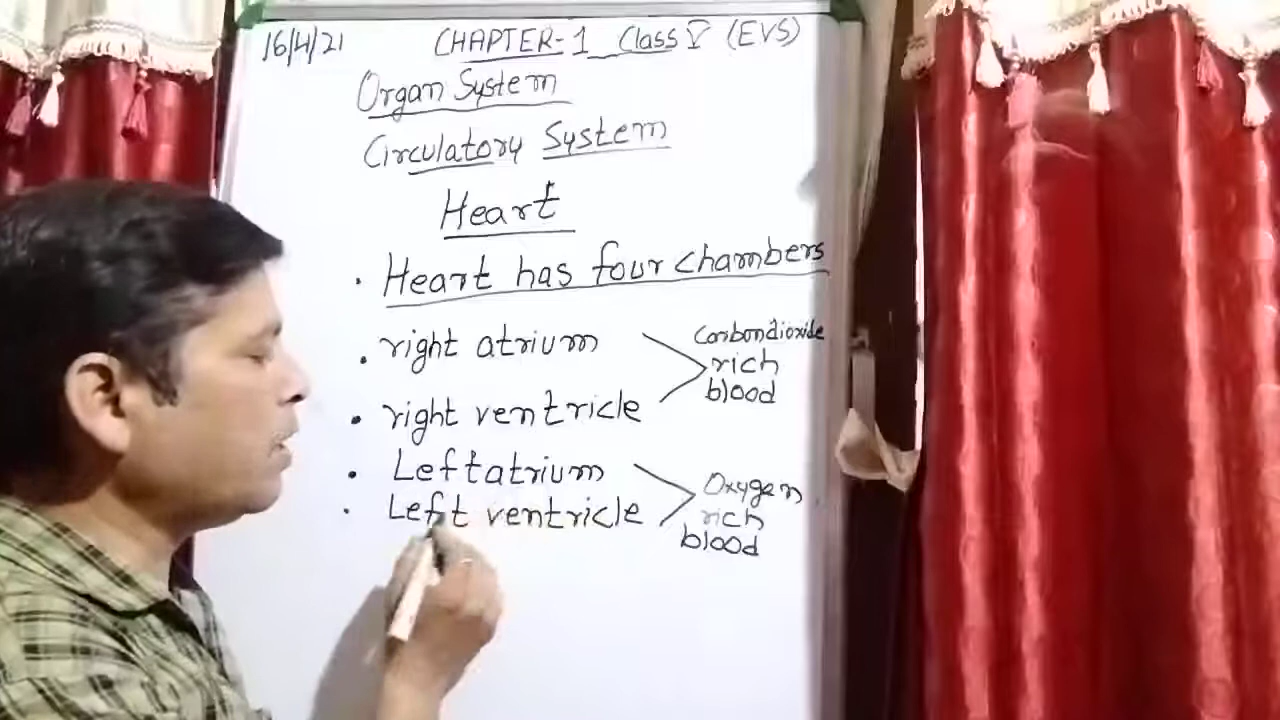 16/4/21 CHAPTER-1 Class V (EVS)
Organ System
Circulatory System
Heart
. Heart has four chambers
. right atrium
. right ventricle
Carbondioxide
rich
blood
. Left atrium
. Left ventricle
Oxygen
rich
blood